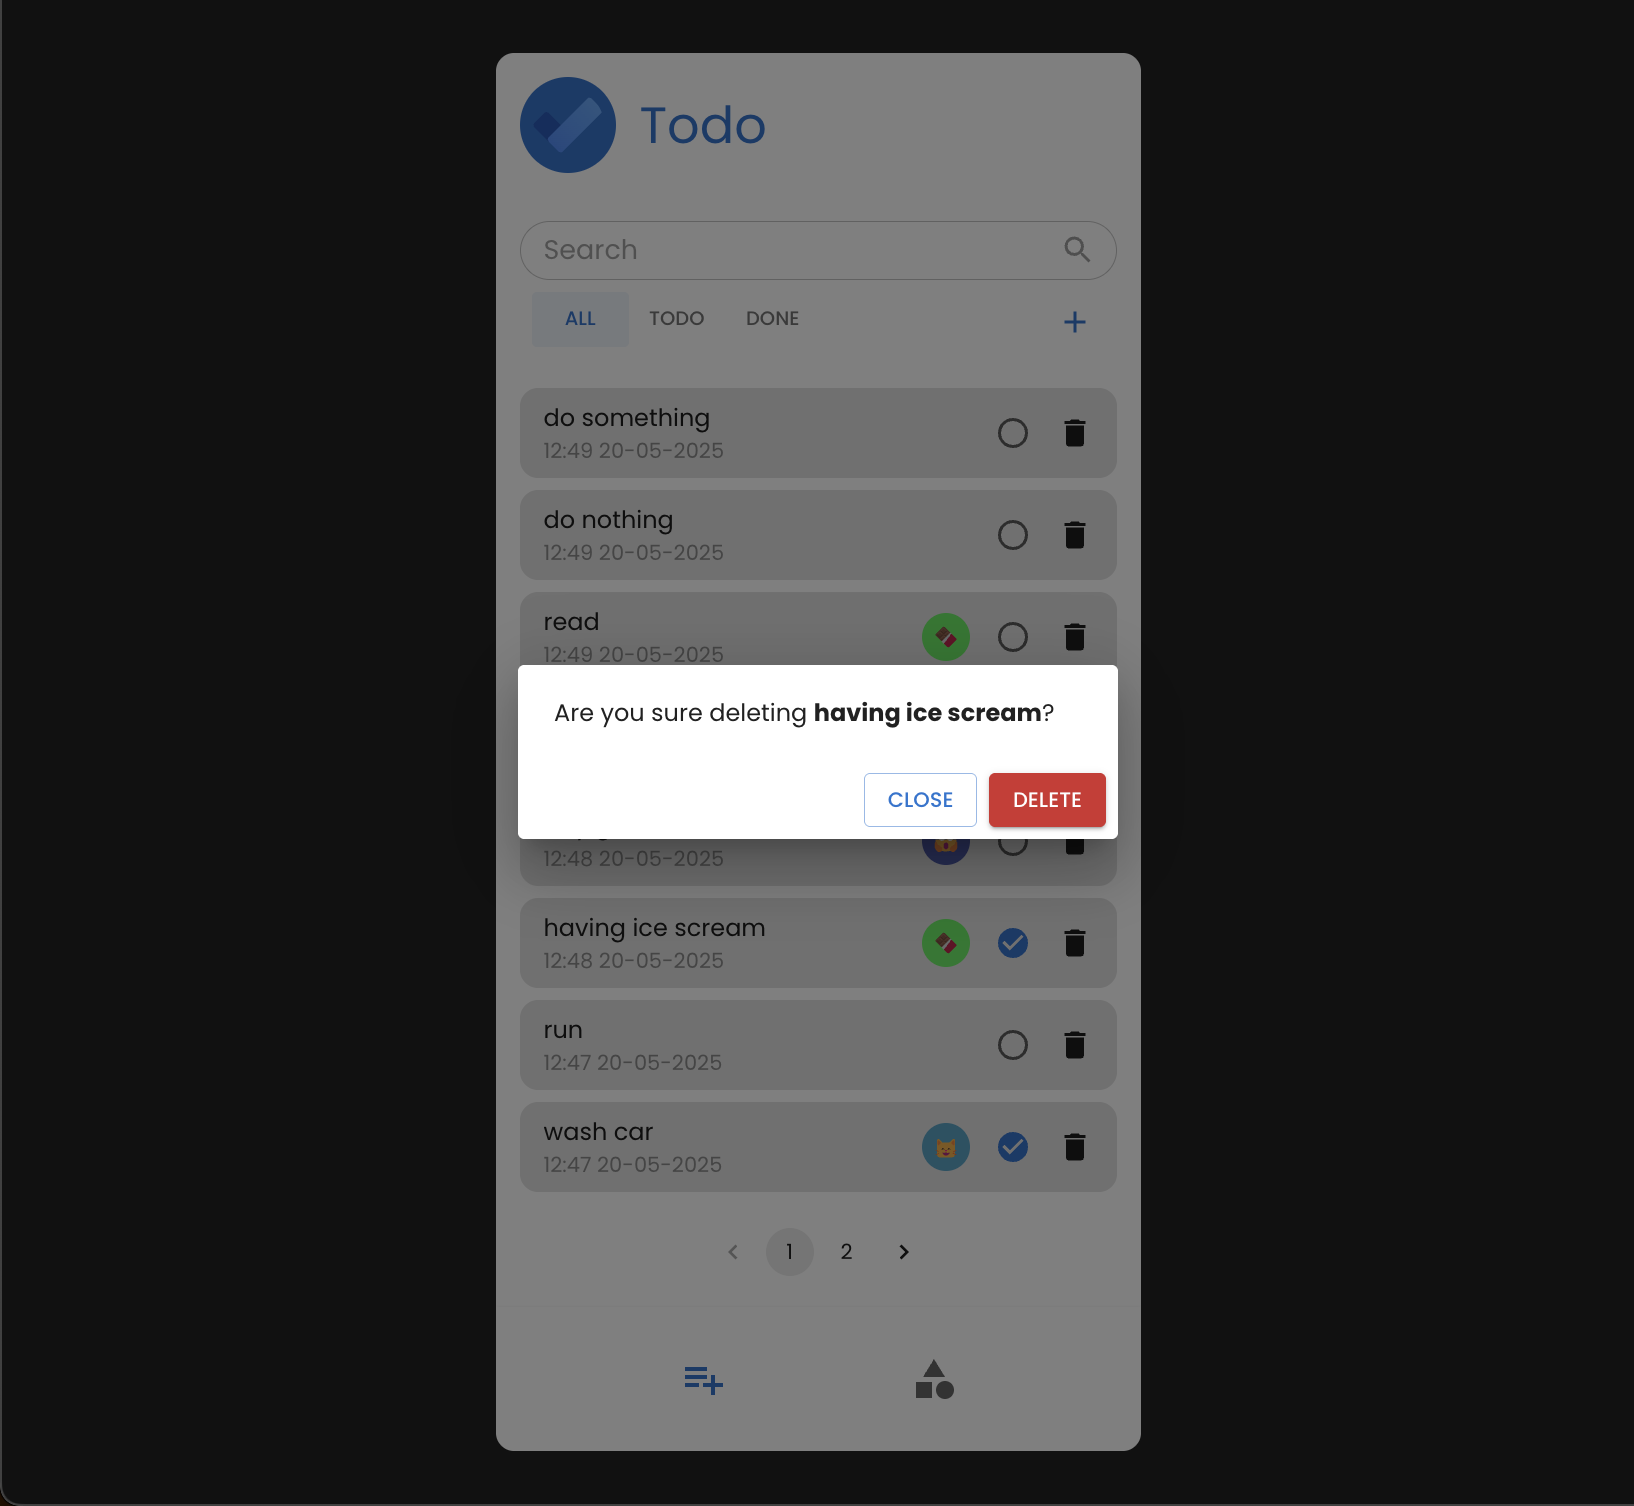 Todo
Search
ALL TODO DONE
do something
12:49 20-05-2025
do nothing
12:49 20-05-2025
read
12:49 20-05-2025
Are you sure deleting having ice scream?
CLOSE DELETE
12:48 20-05-2025
having ice scream
12:48 20-05-2025
run
12:47 20-05-2025
wash car
12:47 20-05-2025
1 2